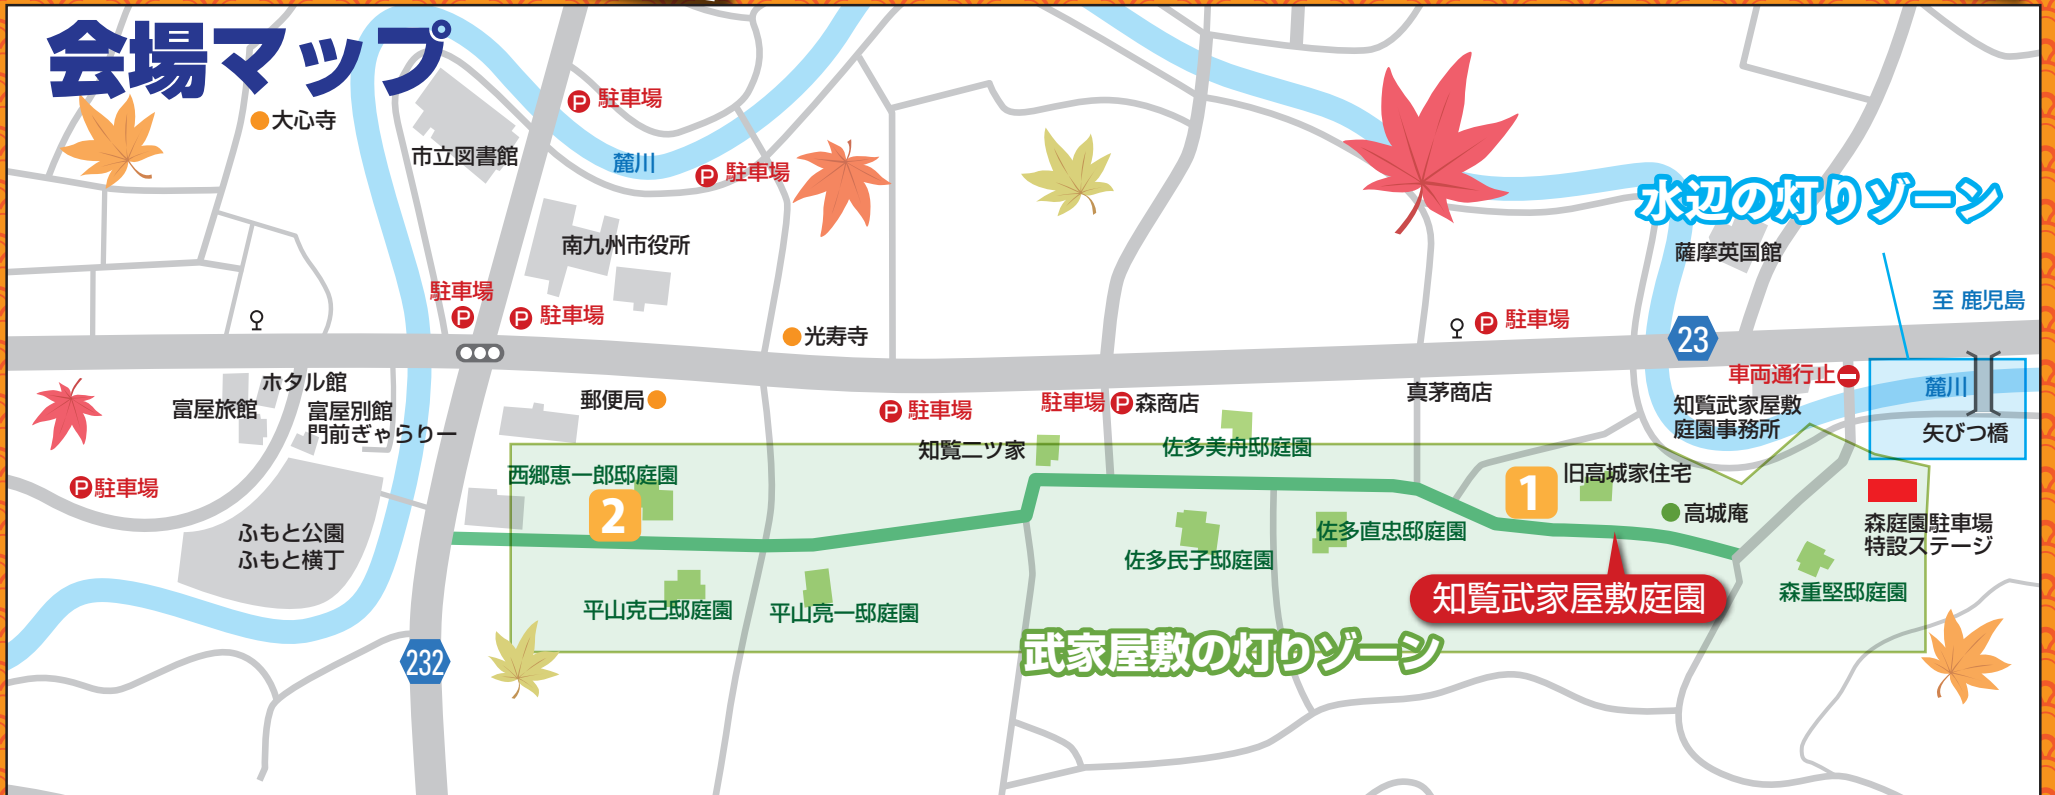 会場マップ
大心寺
市立図書館
P 駐車場
麓川
P 駐車場
水辺の灯りゾーン
南九州市役所
薩摩英国館
至 鹿児島
駐車場
P
P 駐車場
光寿寺
P 駐車場
23
車両通行止
麓川
矢びつ橋
ホタル館
富屋旅館
富屋別館
門前ぎゃらりー
郵便局
P 駐車場
駐車場 P 森商店
真茅商店
知覧武家屋敷
庭園事務所
知覧二ツ家
佐多美舟邸庭園
西郷恵一郎邸庭園
2
1
旧高城家住宅
高城庵
P 駐車場
ふもと公園
ふもと横丁
佐多民子邸庭園
佐多直忠邸庭園
森庭園駐車場
特設ステージ
知覧武家屋敷庭園
森重堅邸庭園
平山克己邸庭園
平山亮一邸庭園
武家屋敷の灯りゾーン
232